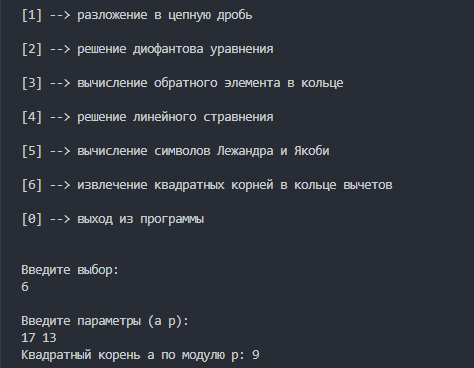 [1] --> разложение в цепную дробь
[2] --> решение диофантова уравнения
[3] --> вычисление обратного элемента в кольце
[4] --> решение линейного стравнения
[5] --> вычисление символов Лежандра и Якоби
[6] --> извлечение квадратных корней в кольце вычетов
[0] --> выход из программы
Введите выбор:
6
Введите параметры (a p):
17 13
Квадратный корень a по модулю p: 9